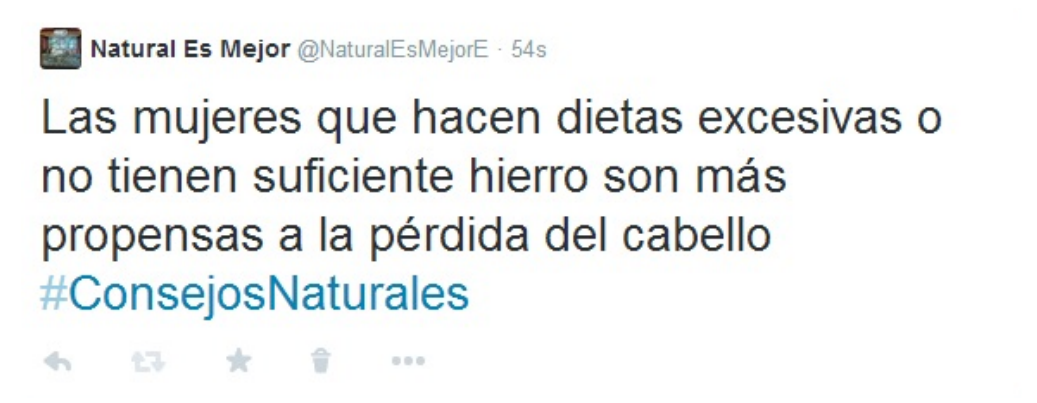 Natural Es Mejor @NaturalEsMejorE · 54s
Las mujeres que hacen dietas excesivas o
no tienen suficiente hierro son más
propensas a la pérdida del cabello
#ConsejosNaturales